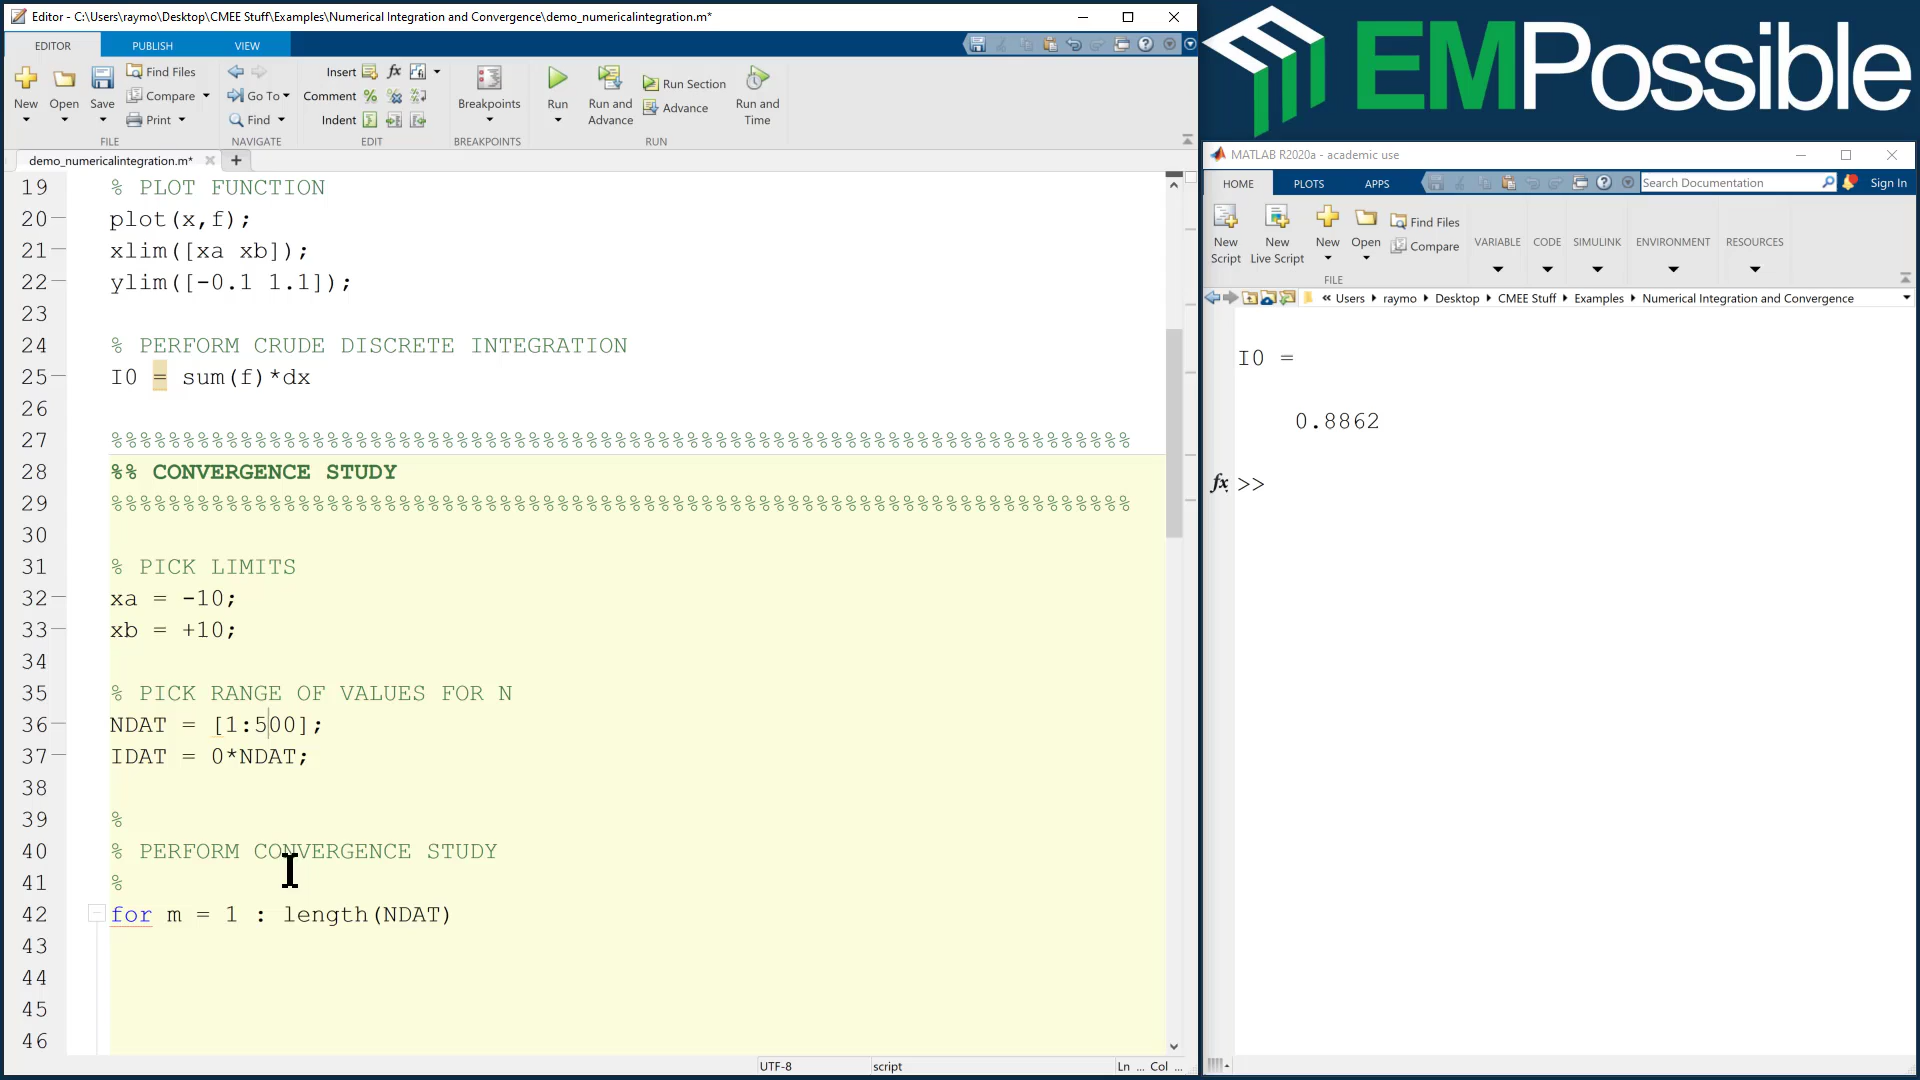 Editor - C:\Users\raymo\Desktop\CMEE Stuff\Examples\Numerical Integration and Convergence\demo_numericalintegration.m*
EDITOR PUBLISH VIEW
New Open Save Find Files Compare Print
FILE
Go To Find
NAVIGATE
Insert fx
Comment
Indent
EDIT
Breakpoints
BREAKPOINTS
Run Run and Advance Run Section Advance Run and Time
RUN
demo_numericalintegration.m*
19 % PLOT FUNCTION
20 plot(x,f);
21 xlim([xa xb]);
22 ylim([-0.1 1.1]);
23
24 % PERFORM CRUDE DISCRETE INTEGRATION
25 I0 = sum(f)*dx
26
27 %%%%%%%%%%%%%%%%%%%%%%%%%%%%%%%%%%%%%%%%%%%%%%%%%%%%%%%%%%%%%%%%%%%%%%%
28 %% CONVERGENCE STUDY
29 %%%%%%%%%%%%%%%%%%%%%%%%%%%%%%%%%%%%%%%%%%%%%%%%%%%%%%%%%%%%%%%%%%%%%%%
30
31 % PICK LIMITS
32 xa = -10;
33 xb = +10;
34
35 % PICK RANGE OF VALUES FOR N
36 NDAT = [1:500];
37 IDAT = 0*NDAT;
38
39 %
40 % PERFORM CONVERGENCE STUDY
41 %
42 for m = 1 : length(NDAT)
43
44
45
46
UTF-8 script Ln ... Col ...
EMPossible
MATLAB R2020a - academic use
HOME PLOTS APPS Search Documentation Sign In
New Script New Live Script New Open Find Files Compare
FILE
VARIABLE CODE SIMULINK ENVIRONMENT RESOURCES
« Users raymo Desktop CMEE Stuff Examples Numerical Integration and Convergence
I0 =
0.8862
fx >>